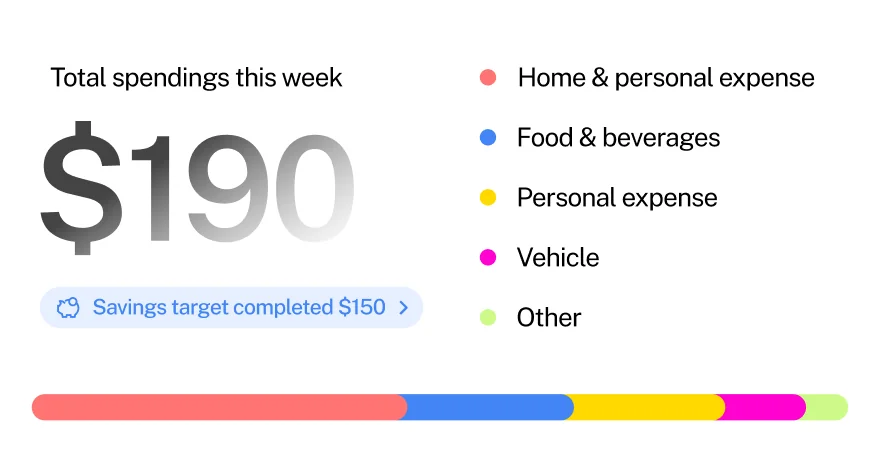 Total spendings this week
$190
Savings target completed $150
Home & personal expense
Food & beverages
Personal expense
Vehicle
Other